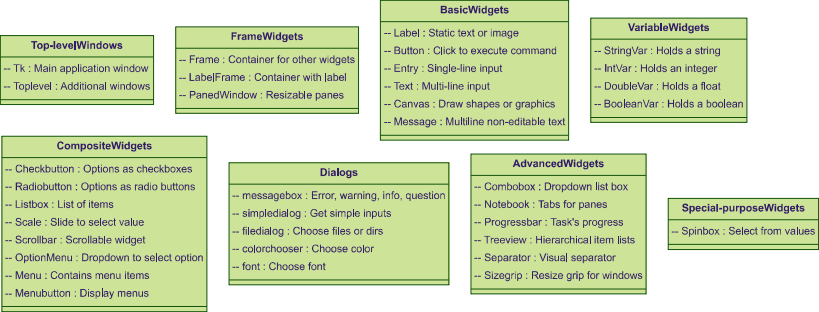 Top-levelWindows
-- Tk : Main application window
-- Toplevel : Additional windows
FrameWidgets
-- Frame : Container for other widgets
-- LabelFrame : Container with label
-- PanedWindow : Resizable panes
BasicWidgets
-- Label : Static text or image
-- Button : Click to execute command
-- Entry : Single-line input
-- Text : Multi-line input
-- Canvas : Draw shapes or graphics
-- Message : Multiline non-editable text
VariableWidgets
-- StringVar : Holds a string
-- IntVar : Holds an integer
-- DoubleVar : Holds a float
-- BooleanVar : Holds a boolean
CompositeWidgets
-- Checkbutton : Options as checkboxes
-- Radiobutton : Options as radio buttons
-- Listbox : List of items
-- Scale : Slide to select value
-- Scrollbar : Scrollable widget
-- OptionMenu : Dropdown to select option
-- Menu : Contains menu items
-- Menubutton : Display menus
Dialogs
-- messagebox : Error, warning, info, question
-- simpledialog : Get simple inputs
-- filedialog : Choose files or dirs
-- colorchooser : Choose color
-- font : Choose font
AdvancedWidgets
-- Combobox : Dropdown list box
-- Notebook : Tabs for panes
-- Progressbar : Task's progress
-- Treeview : Hierarchical item lists
-- Separator : Visual separator
-- Sizegrip : Resize grip for windows
Special-purposeWidgets
-- Spinbox : Select from values